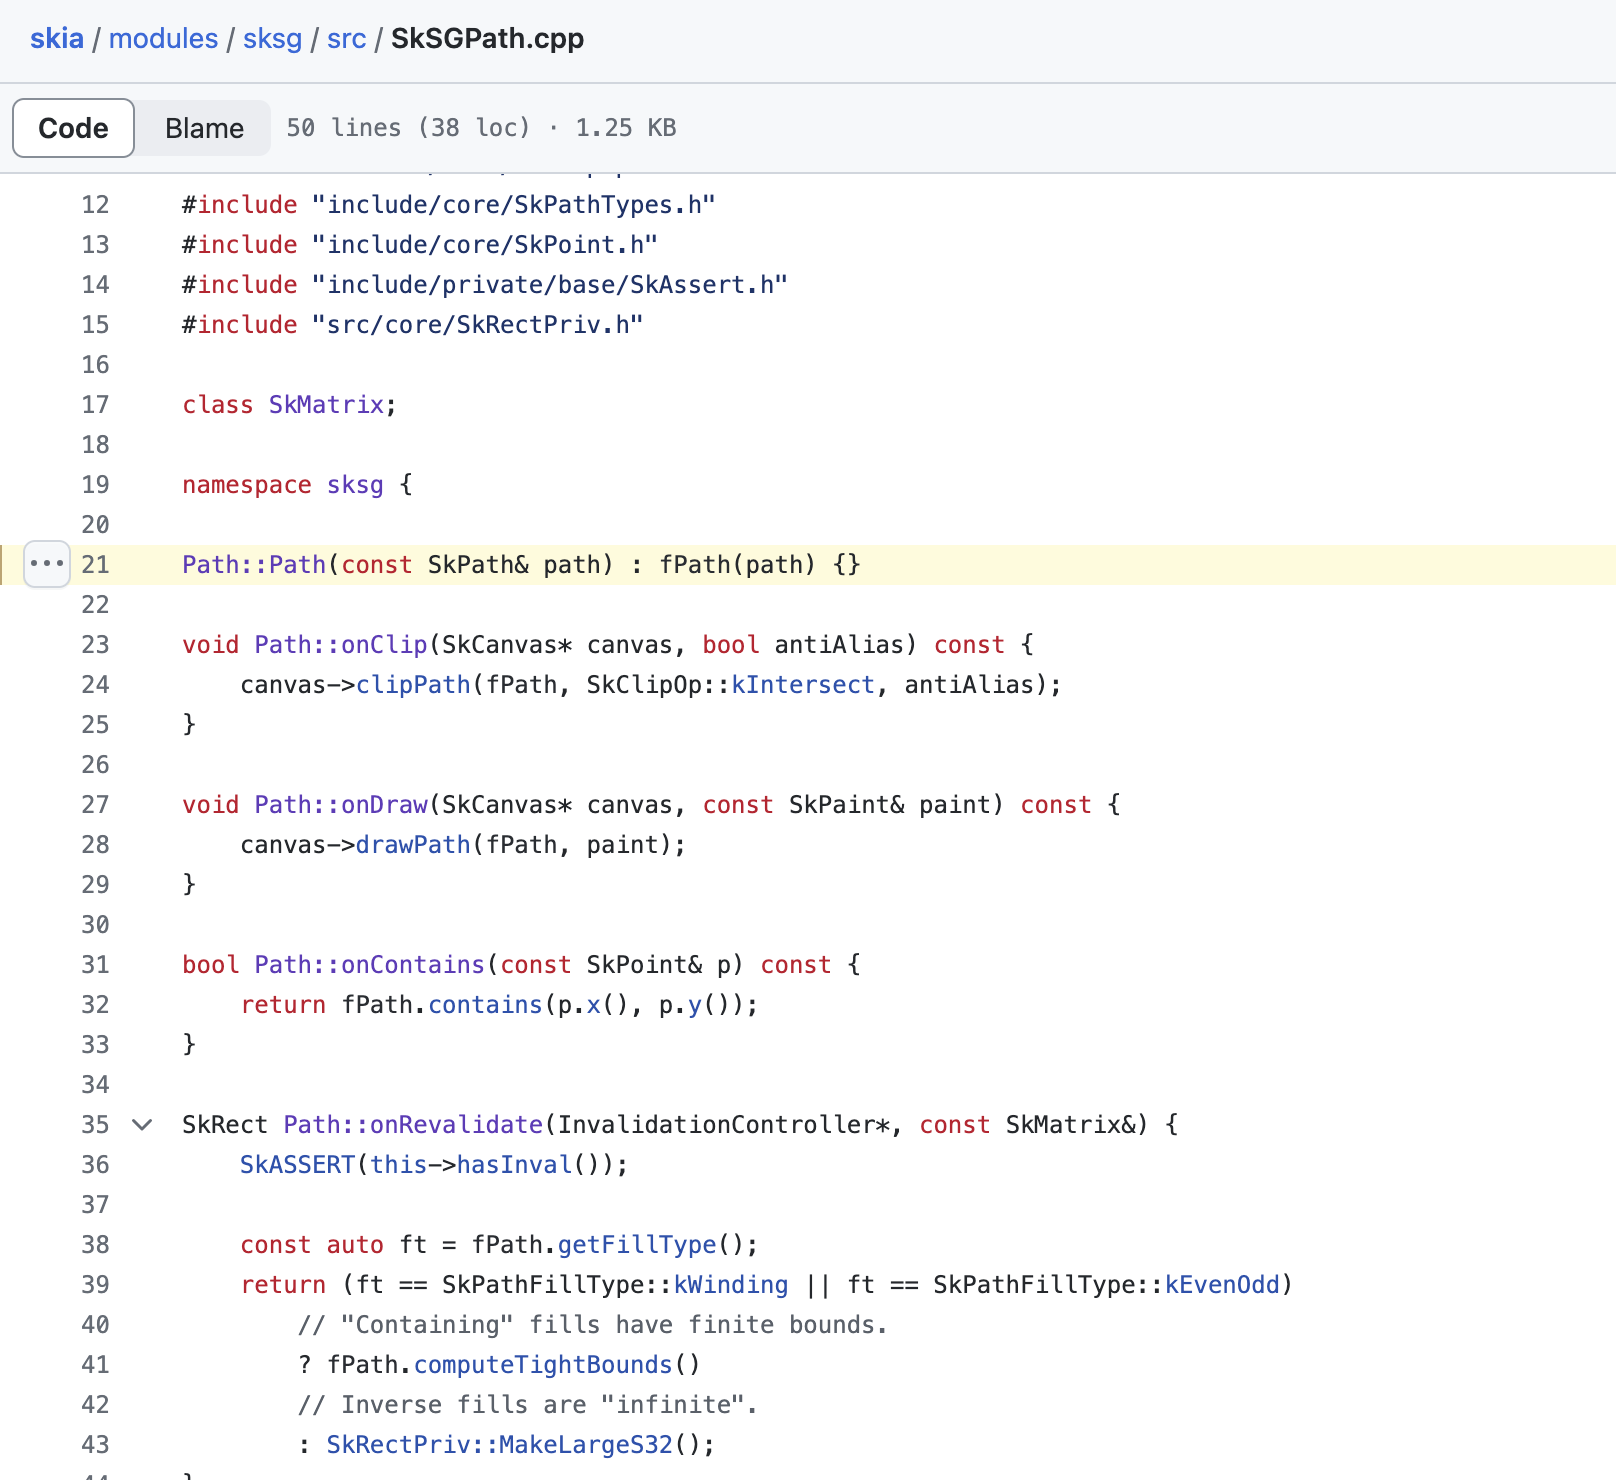 skia / modules / sksg / src / SkSGPath.cpp
Code Blame 50 lines (38 loc) · 1.25 KB
12 #include "include/core/SkPathTypes.h"
13 #include "include/core/SkPoint.h"
14 #include "include/private/base/SkAssert.h"
15 #include "src/core/SkRectPriv.h"
16
17 class SkMatrix;
18
19 namespace sksg {
20
21 Path::Path(const SkPath& path) : fPath(path) {}
22
23 void Path::onClip(SkCanvas* canvas, bool antiAlias) const {
24     canvas->clipPath(fPath, SkClipOp::kIntersect, antiAlias);
25 }
26
27 void Path::onDraw(SkCanvas* canvas, const SkPaint& paint) const {
28     canvas->drawPath(fPath, paint);
29 }
30
31 bool Path::onContains(const SkPoint& p) const {
32     return fPath.contains(p.x(), p.y());
33 }
34
35 SkRect Path::onRevalidate(InvalidationController*, const SkMatrix&) {
36     SkASSERT(this->hasInval());
37
38     const auto ft = fPath.getFillType();
39     return (ft == SkPathFillType::kWinding || ft == SkPathFillType::kEvenOdd)
40         // "Containing" fills have finite bounds.
41         ? fPath.computeTightBounds()
42         // Inverse fills are "infinite".
43         : SkRectPriv::MakeLargeS32();